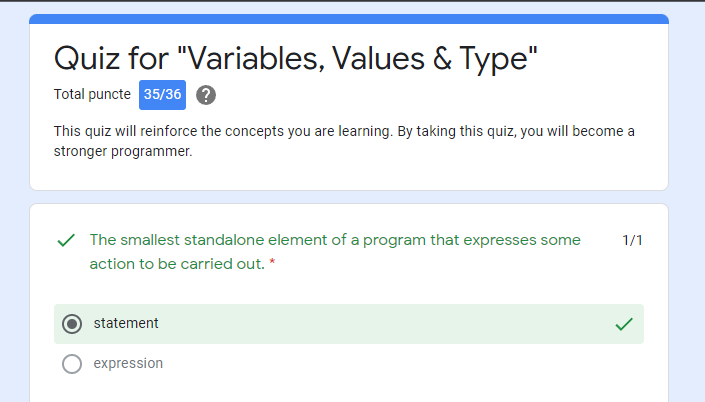 Quiz for "Variables, Values & Type"
Total puncte 35/36 ?
This quiz will reinforce the concepts you are learning. By taking this quiz, you will become a
stronger programmer.
The smallest standalone element of a program that expresses some 1/1
action to be carried out. *
statement
expression